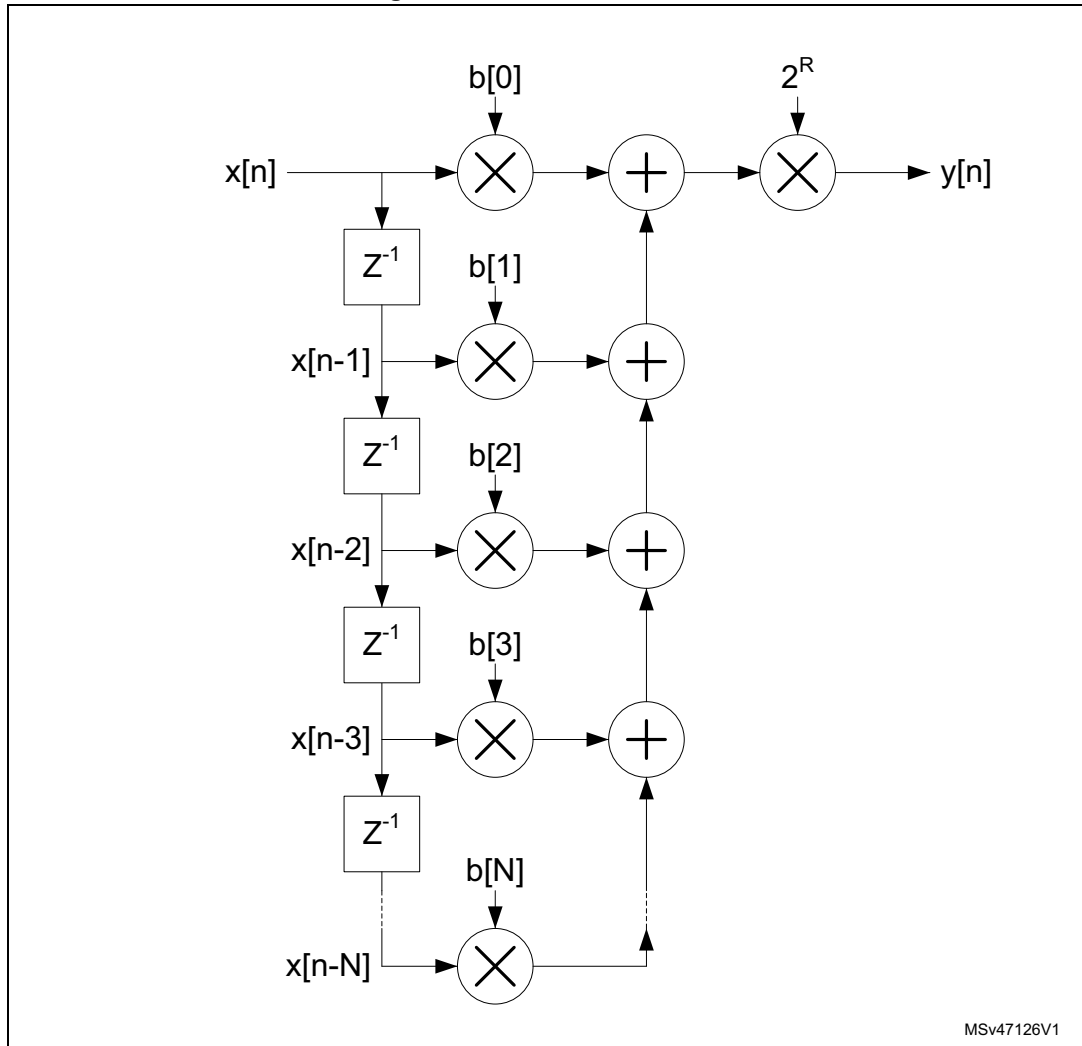 b[0]
2^R
x[n]
y[n]
Z^-1
b[1]
x[n-1]
Z^-1
b[2]
x[n-2]
Z^-1
b[3]
x[n-3]
Z^-1
b[N]
x[n-N]
MSv47126V1